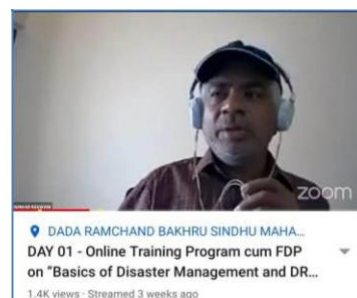 zoom
DADA RAMCHAND BAKHRU SINDHU MAHA...
DAY 01 - Online Training Program cum FDP
on “Basics of Disaster Management and DR...
1.4K views · Streamed 3 weeks ago